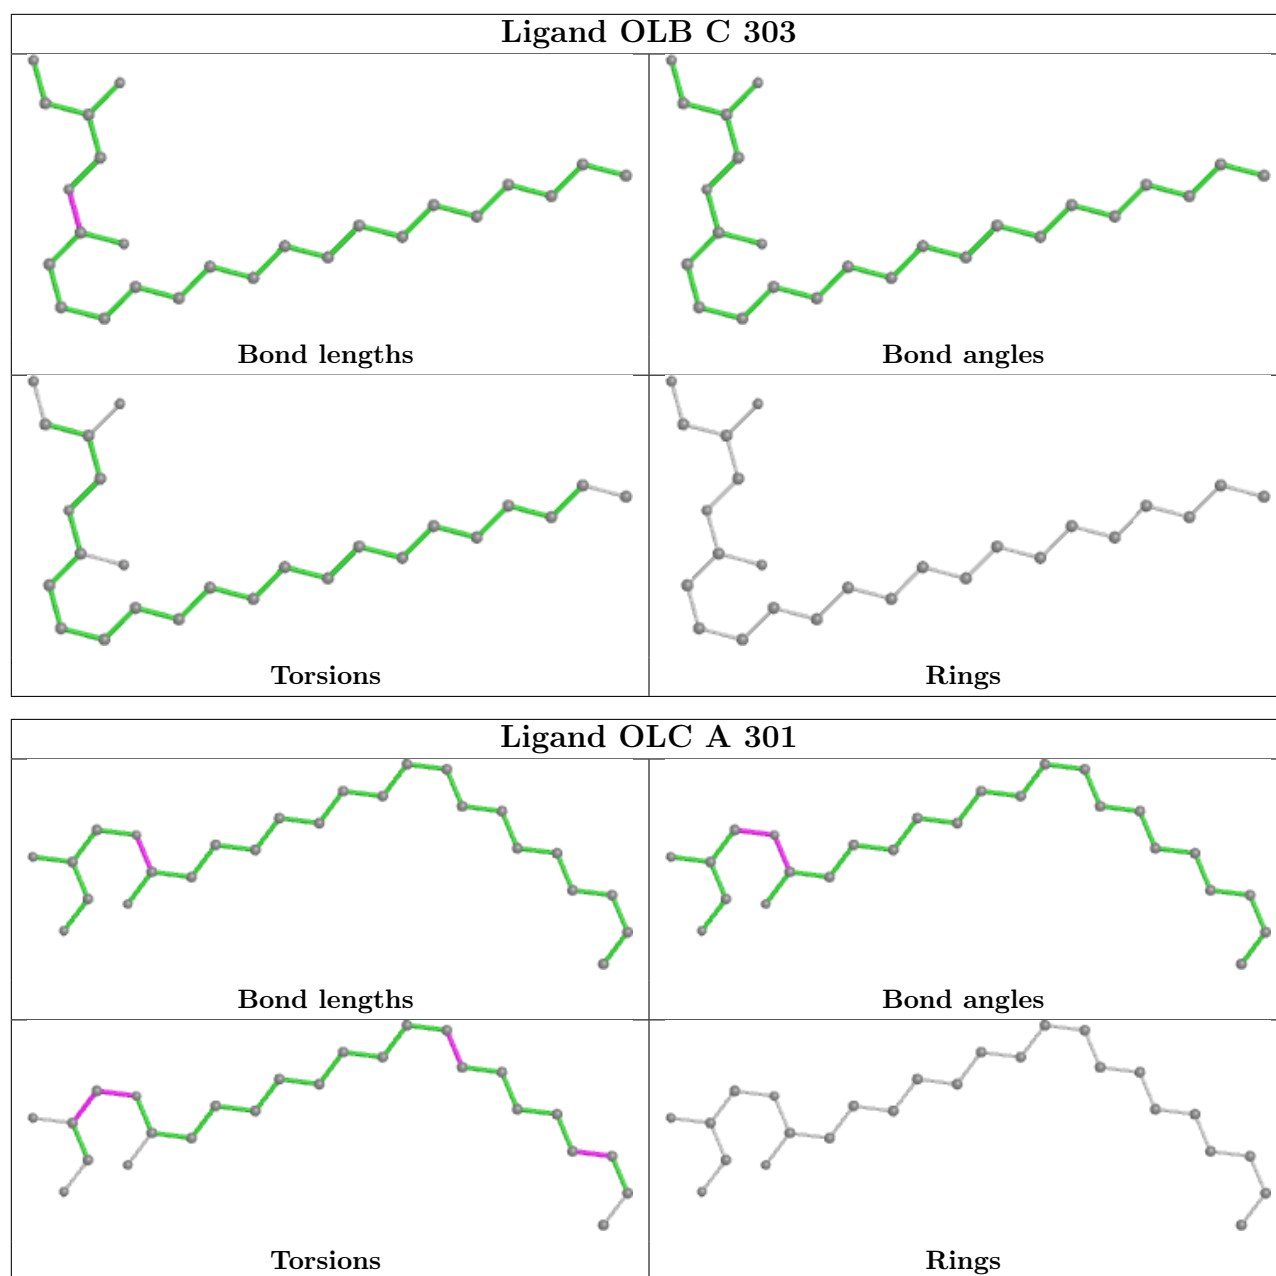 Ligand OLB C 303
Bond lengths
Bond angles
Torsions
Rings
Ligand OLC A 301
Bond lengths
Bond angles
Torsions
Rings